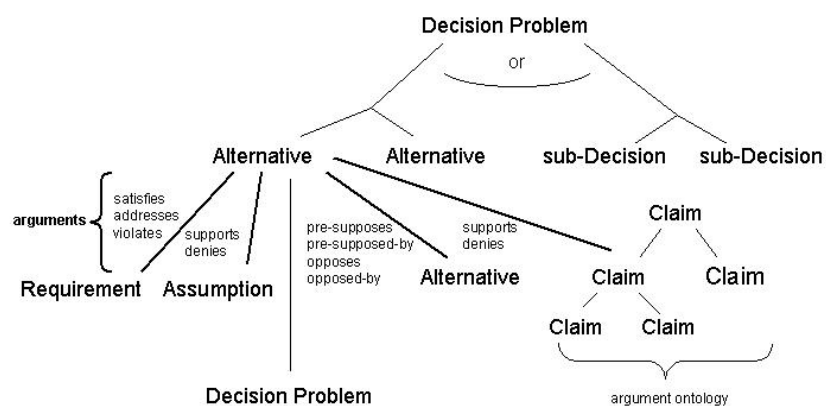 Decision Problem
or
Alternative
Alternative
sub-Decision
sub-Decision
arguments
satisfies
addresses
violates
supports
denies
pre-supposes
pre-supposed-by
opposes
opposed-by
supports
denies
Claim
Requirement
Assumption
Alternative
Claim
Claim
Claim
Claim
Decision Problem
argument ontology